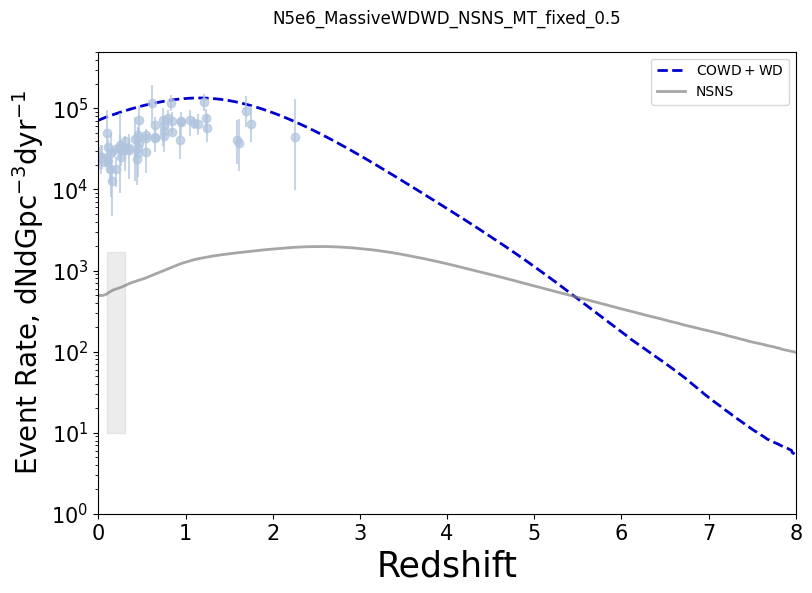 N5e6_MassiveWDWD_NSNS_MT_fixed_0.5
COWD + WD
NSNS
Event Rate, dNdGpc⁻³dyr⁻¹
10⁵
10⁴
10³
10²
10¹
10⁰
0 1 2 3 4 5 6 7 8
Redshift